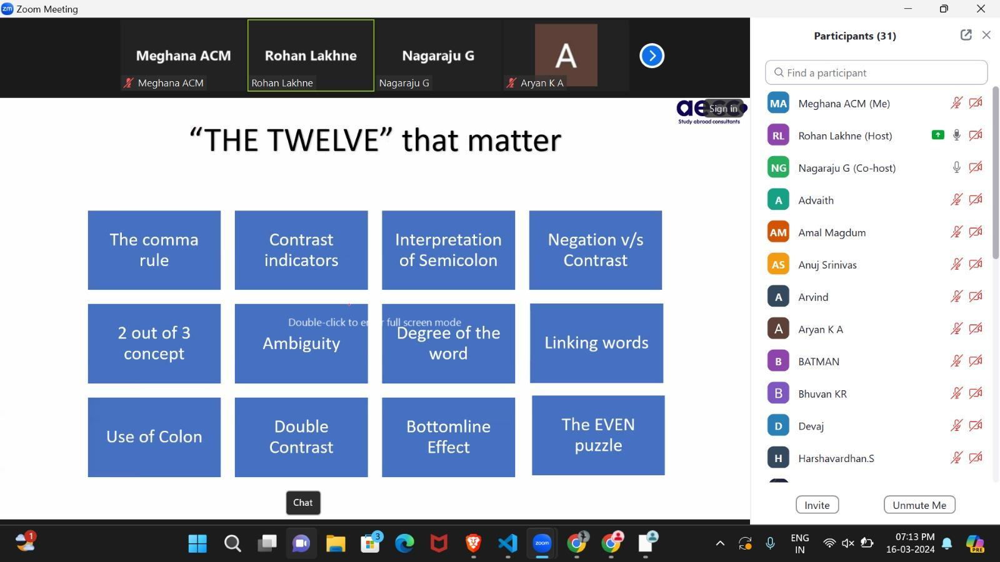 zm Zoom Meeting
Meghana ACM
Rohan Lakhne
Nagaraju G
A
Meghana ACM
Rohan Lakhne
Nagaraju G
Aryan K A
Sign in
Study abroad consultants
“THE TWELVE” that matter
The comma
rule
Contrast
indicators
Interpretation
of Semicolon
Negation v/s
Contrast
2 out of 3
concept
Double-click to enter full screen mode
Ambiguity
Degree of the
word
Linking words
Use of Colon
Double
Contrast
Bottomline
Effect
The EVEN
puzzle
Chat
Participants (31)
Find a participant
MA Meghana ACM (Me)
RL Rohan Lakhne (Host)
NG Nagaraju G (Co-host)
A Advaith
AM Amal Magdum
AS Anuj Srinivas
A Arvind
A Aryan K A
B BATMAN
B Bhuvan KR
D Devaj
H Harshavardhan.S
Invite
Unmute Me
1
3
zoom
ENG
IN
07:13 PM
16-03-2024
PRE